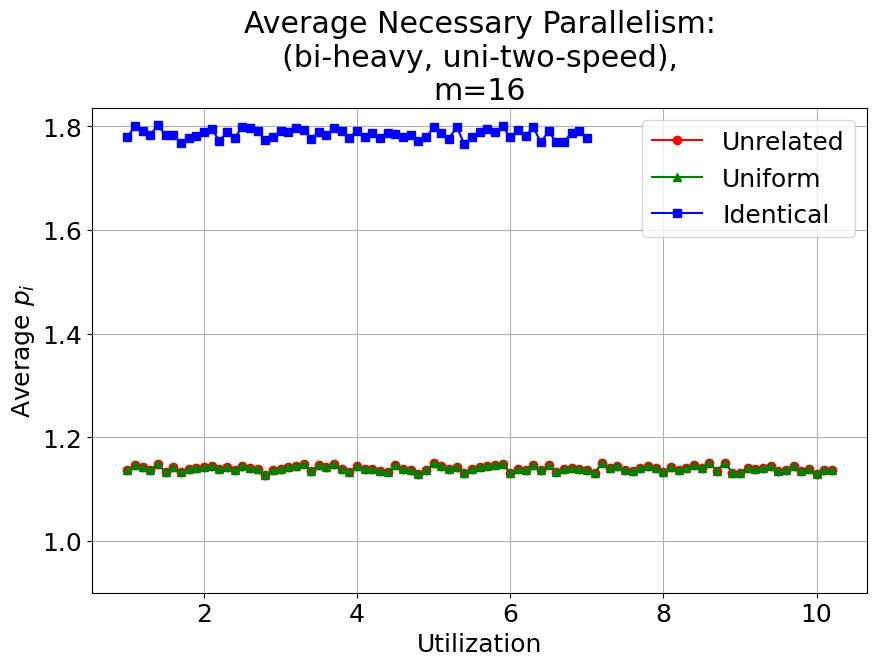 Average Necessary Parallelism:
(bi-heavy, uni-two-speed),
m=16
1.8
1.6
1.4
1.2
1.0
Average p_i
Unrelated
Uniform
Identical
2 4 6 8 10
Utilization